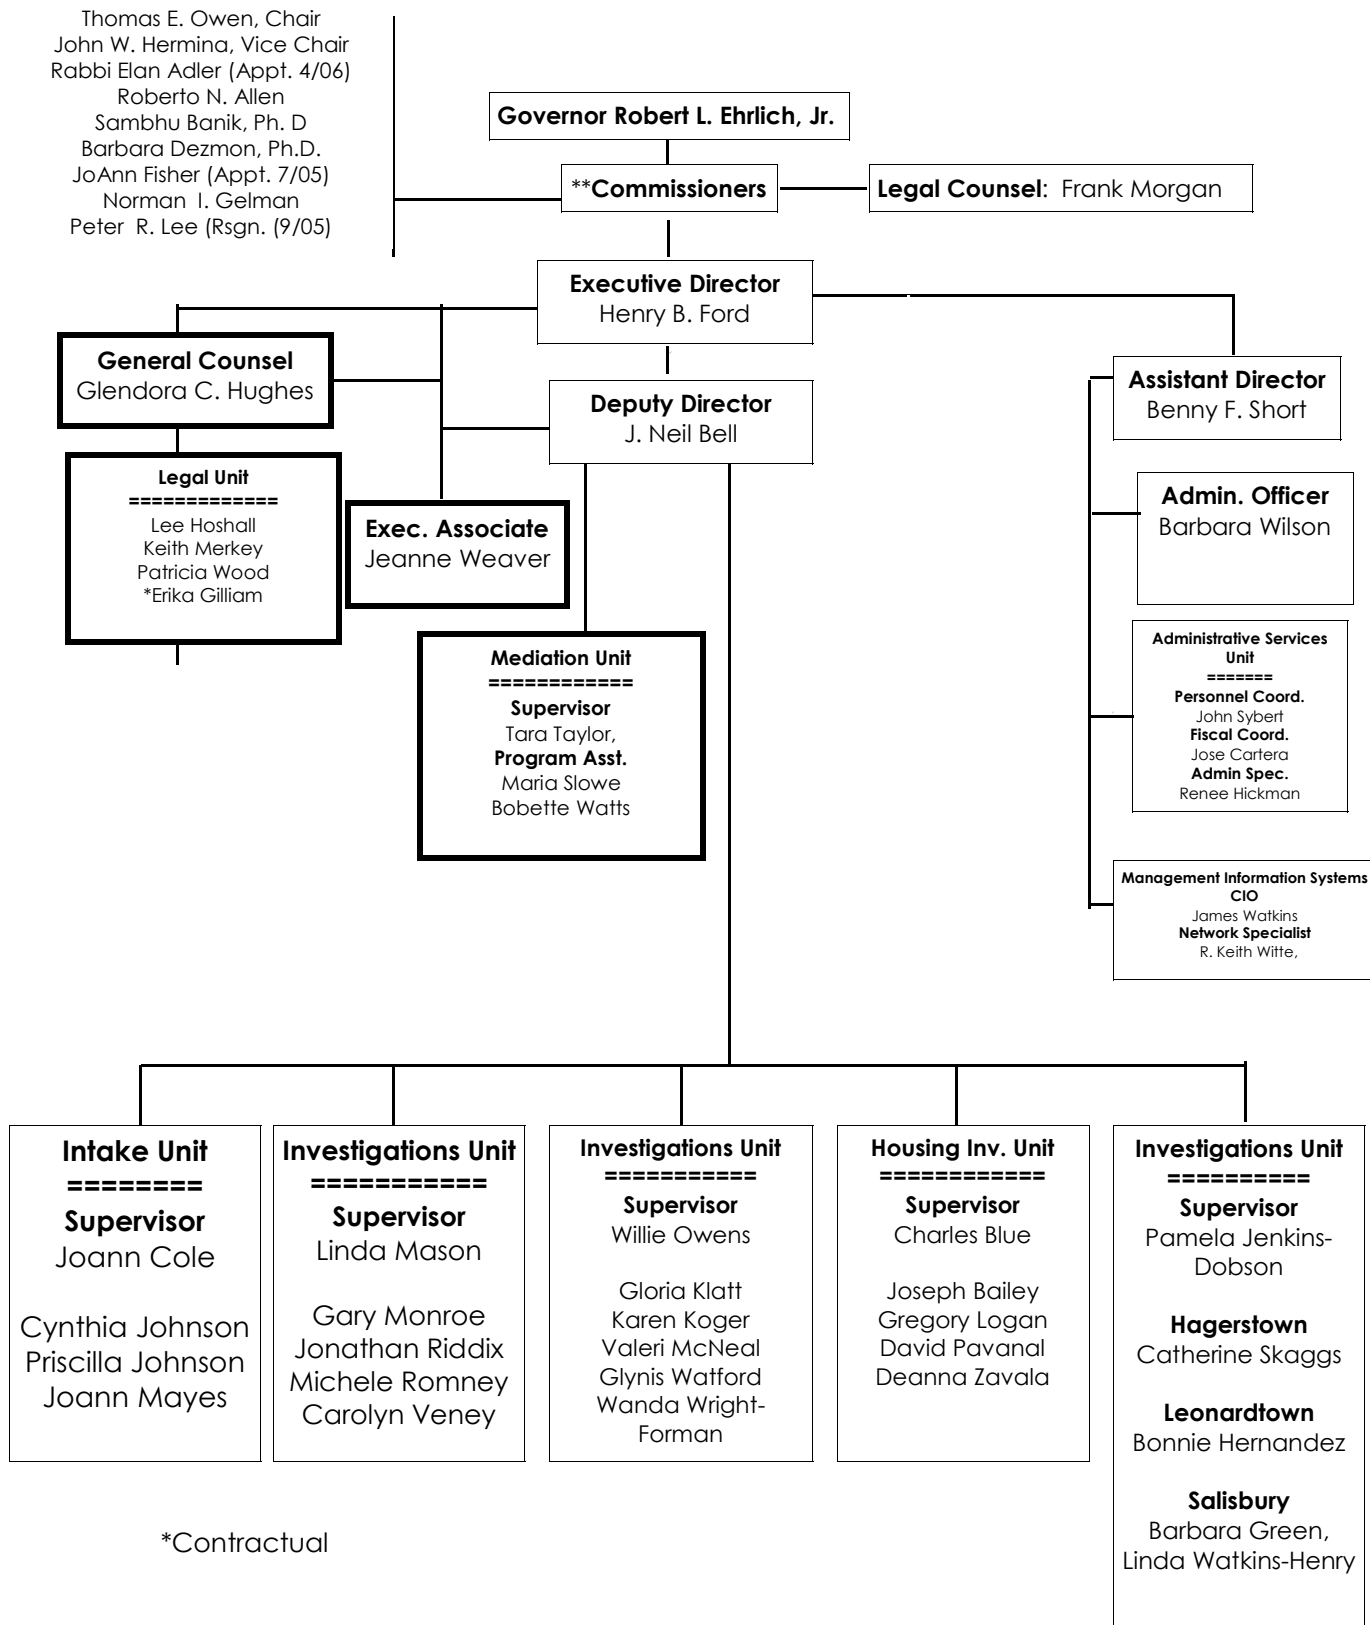 Thomas E. Owen, Chair
John W. Hermina, Vice Chair
Rabbi Elan Adler (Appt. 4/06)
Roberto N. Allen
Sambhu Banik, Ph. D
Barbara Dezmon, Ph.D.
JoAnn Fisher (Appt. 7/05)
Norman I. Gelman
Peter R. Lee (Rsgn. (9/05)
Governor Robert L. Ehrlich, Jr.
**Commissioners
Legal Counsel: Frank Morgan
Executive Director
Henry B. Ford
General Counsel
Glendora C. Hughes
Deputy Director
J. Neil Bell
Assistant Director
Benny F. Short
Legal Unit
=============
Lee Hoshall
Keith Merkey
Patricia Wood
*Erika Gilliam
Exec. Associate
Jeanne Weaver
Admin. Officer
Barbara Wilson
Mediation Unit
============
Supervisor
Tara Taylor,
Program Asst.
Maria Slowe
Bobette Watts
Administrative Services
Unit
=======
Personnel Coord.
John Sybert
Fiscal Coord.
Jose Cartera
Admin Spec.
Renee Hickman
Management Information Systems
CIO
James Watkins
Network Specialist
R. Keith Witte,
Intake Unit
========
Supervisor
Joann Cole
Cynthia Johnson
Priscilla Johnson
Joann Mayes
Investigations Unit
===========
Supervisor
Linda Mason
Gary Monroe
Jonathan Riddix
Michele Romney
Carolyn Veney
Investigations Unit
===========
Supervisor
Willie Owens
Gloria Klatt
Karen Koger
Valeri McNeal
Glynis Watford
Wanda Wright-
Forman
Housing Inv. Unit
============
Supervisor
Charles Blue
Joseph Bailey
Gregory Logan
David Pavanal
Deanna Zavala
Investigations Unit
==========
Supervisor
Pamela Jenkins-
Dobson
Hagerstown
Catherine Skaggs
Leonardtown
Bonnie Hernandez
Salisbury
Barbara Green,
Linda Watkins-Henry
*Contractual